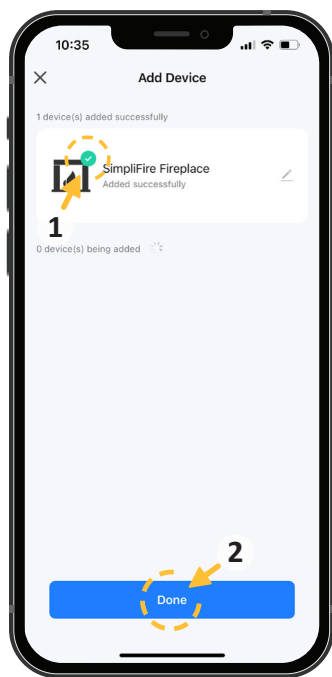 10:35
Add Device
1 device(s) added successfully
SimpliFire Fireplace
Added successfully
1
0 device(s) being added
2
Done